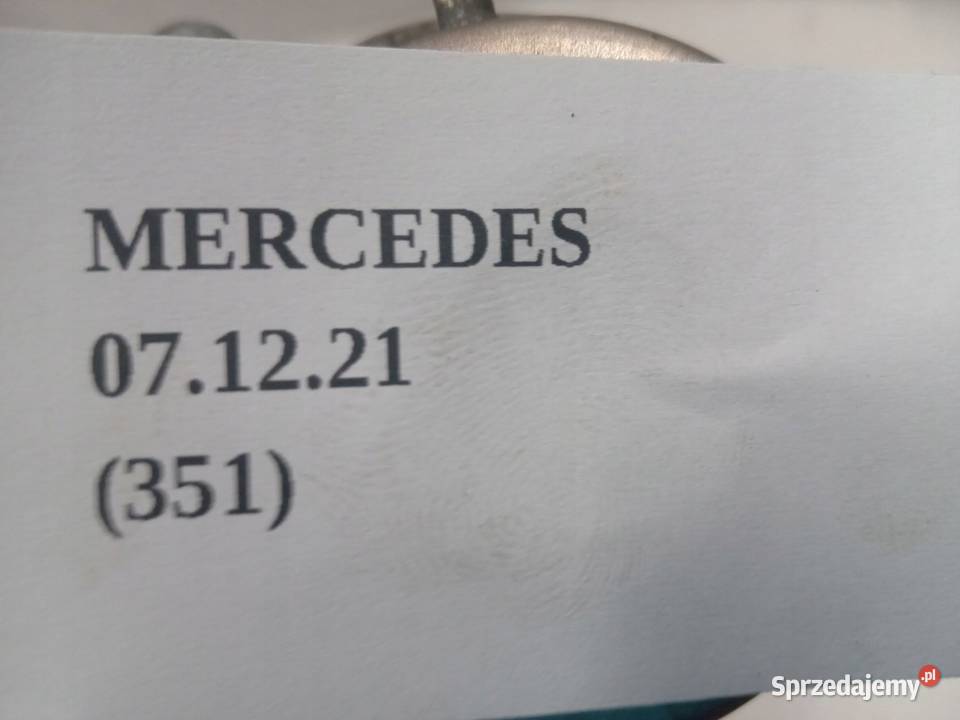 MERCEDES
07.12.21
(351)
Sprzedajemy.pl